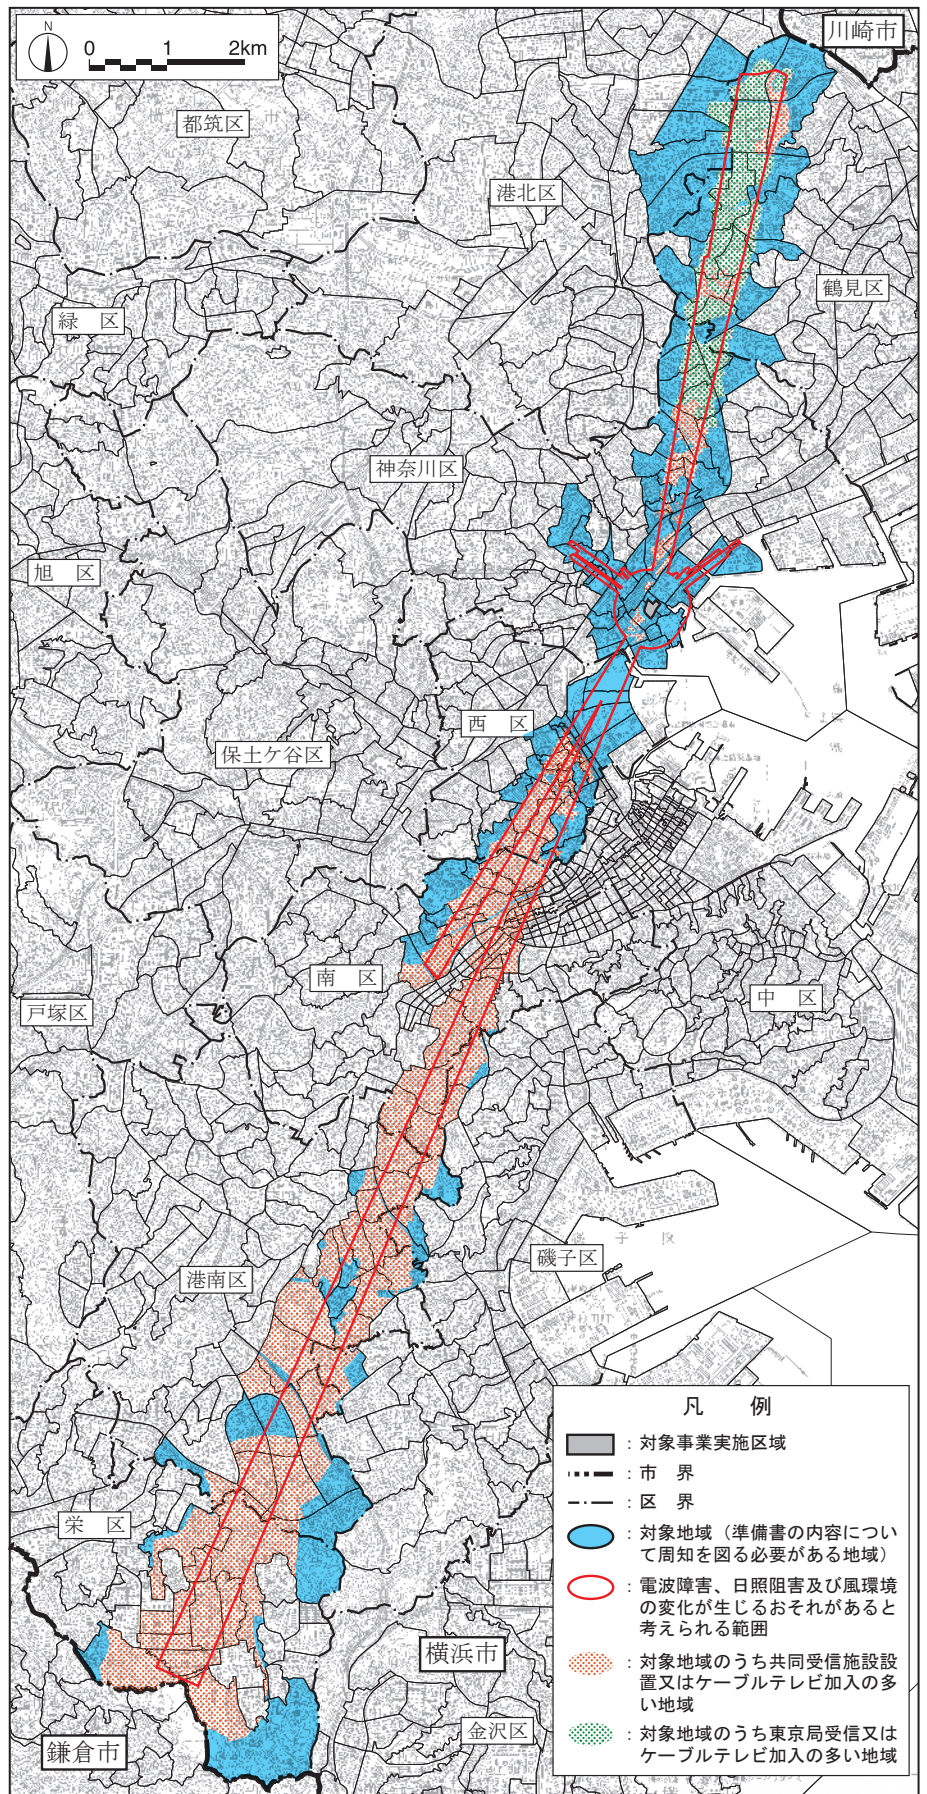 N
0 1 2km
川崎市
都筑区
港北区
鶴見区
緑 区
神奈川区
旭 区
西 区
保土ケ谷区
南 区
中 区
戸塚区
磯子区
港南区
栄 区
横浜市
金沢区
鎌倉市
凡 例
：対象事業実施区域
：市 界
：区 界
：対象地域（準備書の内容につい
て周知を図る必要がある地域）
：電波障害、日照阻害及び風環境
の変化が生じるおそれがあると
考えられる範囲
：対象地域のうち共同受信施設設
置又はケーブルテレビ加入の多
い地域
：対象地域のうち東京局受信又は
ケーブルテレビ加入の多い地域